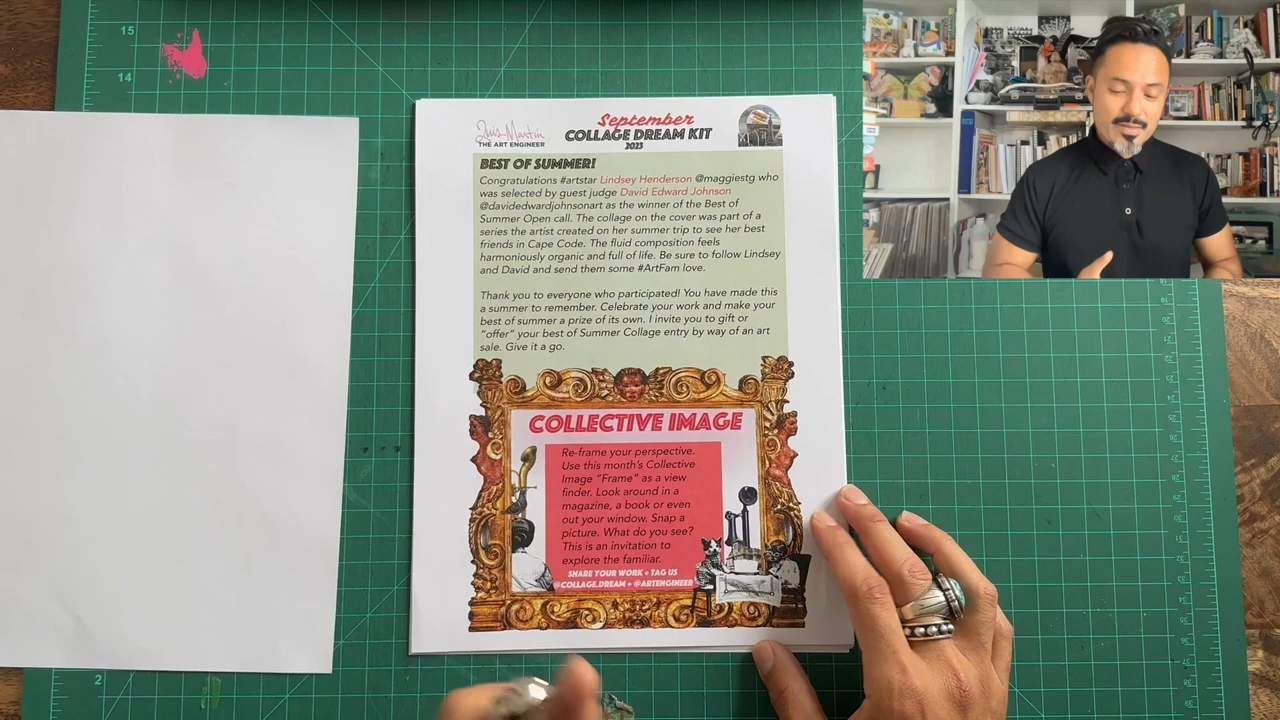 15
14
Luis Martin
THE ART ENGINEER
September
COLLAGE DREAM KIT
2023
BEST OF SUMMER!
Congratulations #artstar Lindsey Henderson @maggiestg who
was selected by guest judge David Edward Johnson
@davidedwardjohnsonart as the winner of the Best of
Summer Open call. The collage on the cover was part of a
series the artist created on her summer trip to see her best
friends in Cape Code. The fluid composition feels
harmoniously organic and full of life. Be sure to follow Lindsey
and David and send them some #ArtFam love.
Thank you to everyone who participated! You have made this
a summer to remember. Celebrate your work and make your
best of summer a prize of its own. I invite you to gift or
“offer” your best of Summer Collage entry by way of an art
sale. Give it a go.
COLLECTIVE IMAGE
Re-frame your perspective.
Use this month's Collective
Image “Frame” as a view
finder. Look around in a
magazine, a book or even
out your window. Snap a
picture. What do you see?
This is an invitation to
explore the familiar.
SHARE YOUR WORK + TAG US
@COLLAGE.DREAM + @ARTENGINEER
2